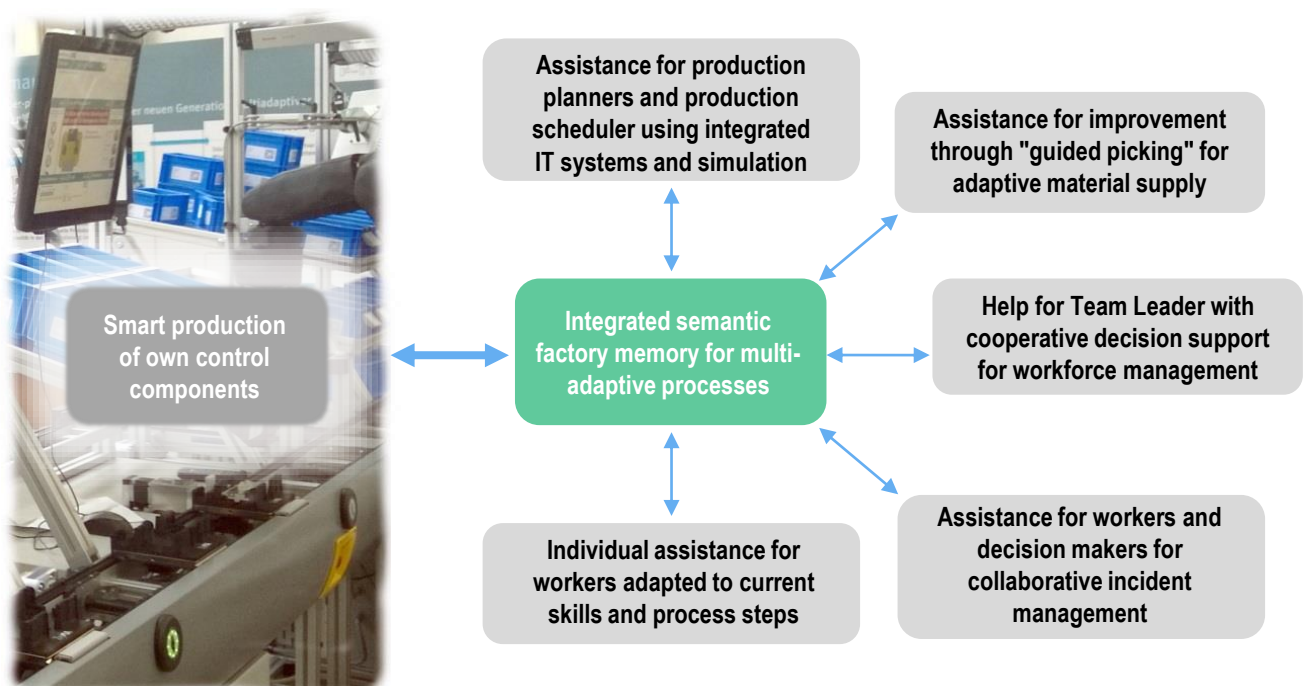 Assistance for production
planners and production
scheduler using integrated
IT systems and simulation
Assistance for improvement
through "guided picking" for
adaptive material supply
Smart production
of own control
components
Integrated semantic
factory memory for multi-
adaptive processes
Help for Team Leader with
cooperative decision support
for workforce management
Individual assistance for
workers adapted to current
skills and process steps
Assistance for workers and
decision makers for
collaborative incident
management
er neuen Generation